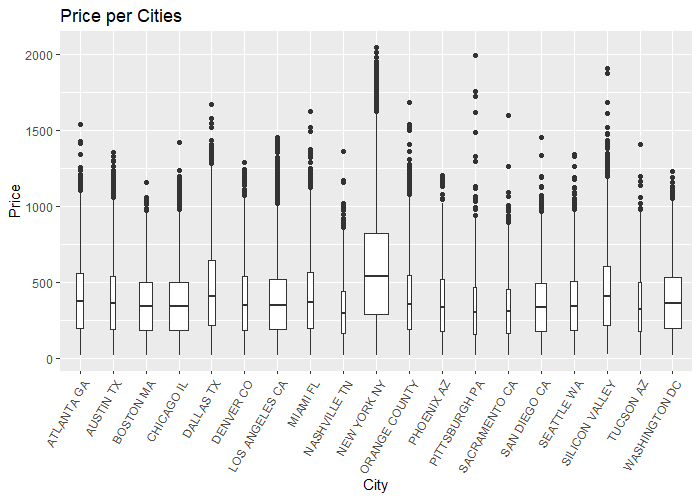 Price per Cities
2000
1500
1000
500
0
Price
ATLANTA GA
AUSTIN TX
BOSTON MA
CHICAGO IL
DALLAS TX
DENVER CO
LOS ANGELES CA
MIAMI FL
NASHVILLE TN
NEW YORK NY
ORANGE COUNTY
PHOENIX AZ
PITTSBURGH PA
SACRAMENTO CA
SAN DIEGO CA
SEATTLE WA
SILICON VALLEY
TUCSON AZ
WASHINGTON DC
City